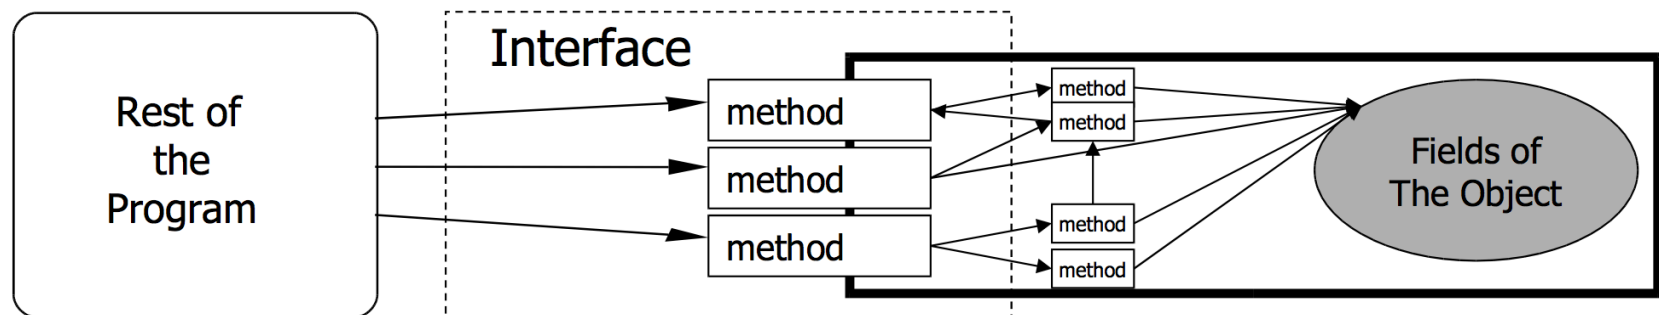 Rest of
the
Program
Interface
method
method
method
method
method
method
method
Fields of
The Object